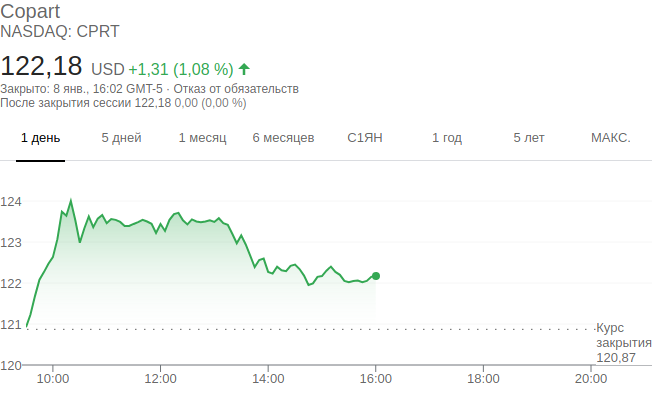 Copart
NASDAQ: CPRT
122,18 USD +1,31 (1,08 %)
Закрыто: 8 янв., 16:02 GMT-5 · Отказ от обязательств
После закрытия сессии 122,18 0,00 (0,00 %)
1 день 5 дней 1 месяц 6 месяцев С1ЯН 1 год 5 лет МАКС.
124
123
122
121
Курс
закрытия
120,87
120
10:00 12:00 14:00 16:00 18:00 20:00